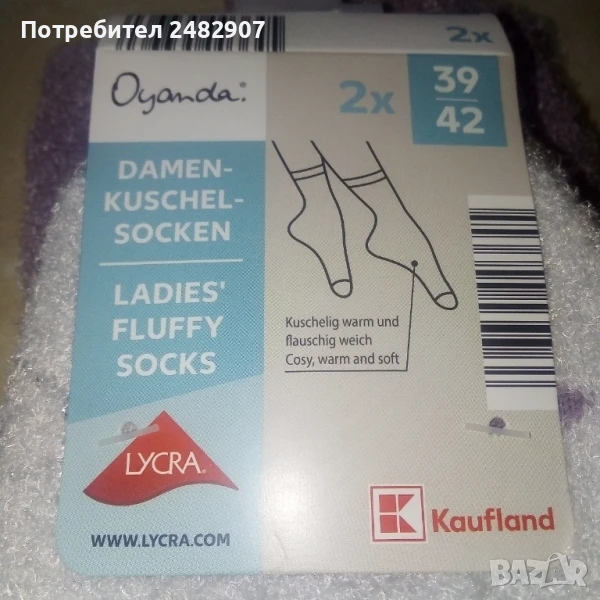 Потребител 2482907
2x
Oyanda:
2x
39
42
DAMEN-
KUSCHEL-
SOCKEN
LADIES'
FLUFFY
SOCKS
Kuschelig warm und
flauschig weich
Cosy, warm and soft
LYCRA®
WWW.LYCRA.COM
Kaufland
BAZAR